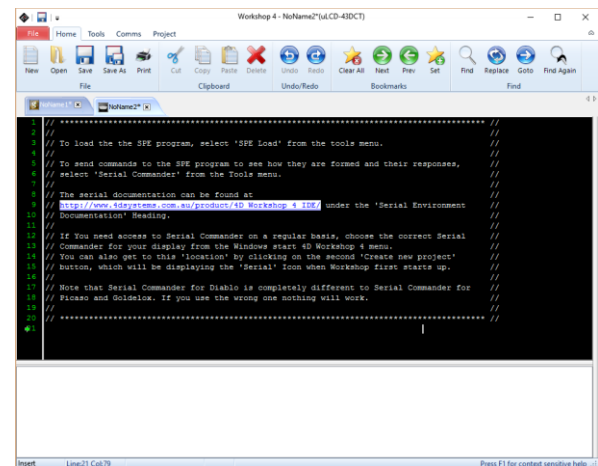 Workshop 4 - NoName2*(uLCD-43DCT)
File Home Tools Comms Project
New Open Save Save As Print Cut Copy Paste Delete Undo Redo Clear All Next Prev Set Find Replace Goto Find Again
File Clipboard Undo/Redo Bookmarks Find
NoName1* NoName2*
1 // ************************************************************************************ //
2 // //
3 // To load the the SPE program, select 'SPE Load' from the tools menu. //
4 // //
5 // To send commands to the SPE program to see how they are formed and their responses, //
6 // select 'Serial Commander' from the Tools menu. //
7 // //
8 // The serial documentation can be found at //
9 // http://www.4dsystems.com.au/product/4D_Workshop_4_IDE/ under the 'Serial Environment //
10 // Documentation' Heading. //
11 // //
12 // If You need access to Serial Commander on a regular basis, choose the correct Serial //
13 // Commander for your display from the Windows start 4D Workshop 4 menu. //
14 // You can also get to this 'location' by clicking on the second 'Create new project' //
15 // button, which will be displaying the 'Serial' Icon when Workshop first starts up. //
16 // //
17 // Note that Serial Commander for Diablo is completely different to Serial Commander for //
18 // Picaso and Goldelox. If you use the wrong one nothing will work. //
19 // //
20 // ************************************************************************************ //
21
Insert Line:21 Col:79 Press F1 for context sensitive help